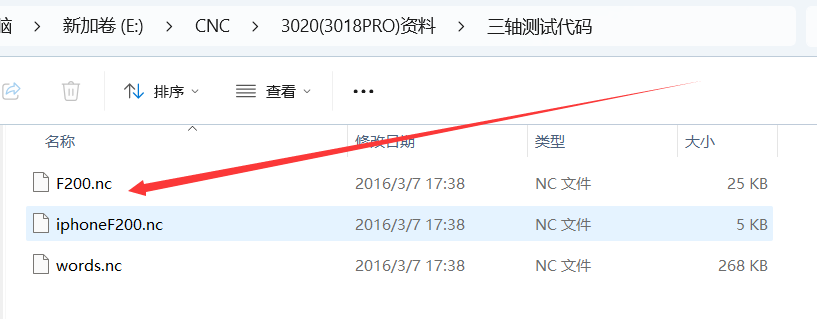 脑 > 新加卷 (E:) > CNC > 3020(3018PRO)资料 > 三轴测试代码
排序 查看 •••
名称 修改日期 类型 大小
F200.nc 2016/3/7 17:38 NC 文件 25 KB
iphoneF200.nc 2016/3/7 17:38 NC 文件 5 KB
words.nc 2016/3/7 17:38 NC 文件 268 KB